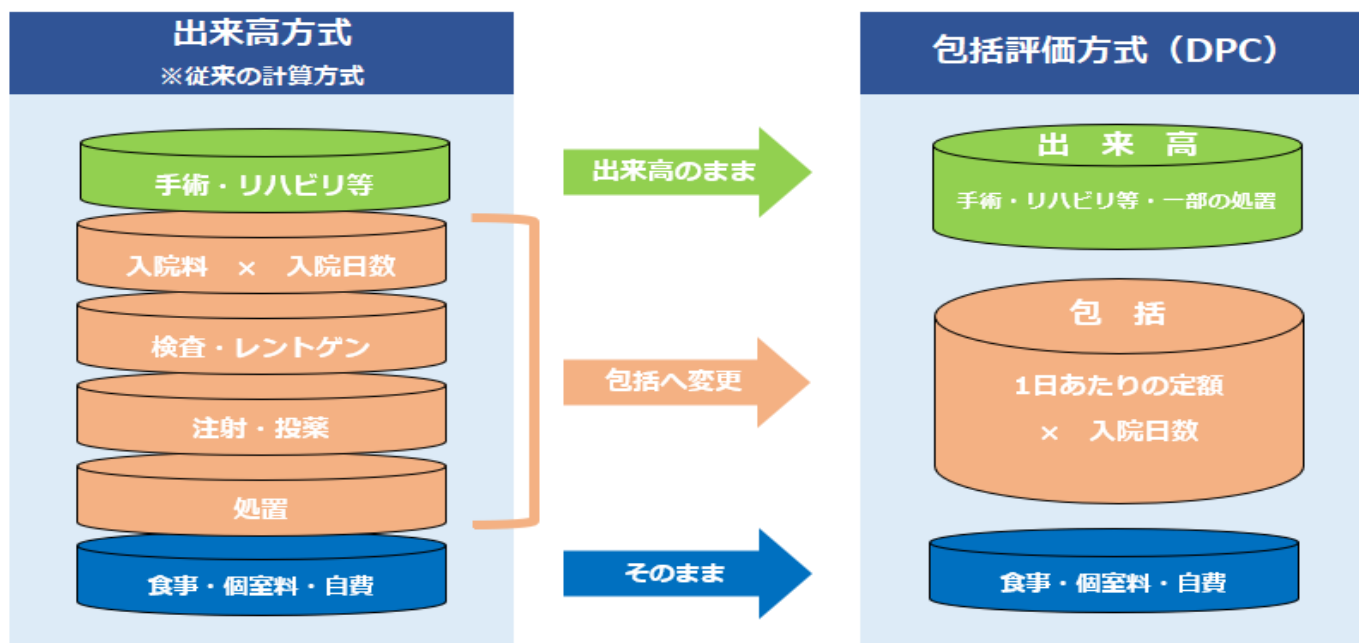 出来高方式
※従来の計算方式
手術・リハビリ等
入院料 × 入院日数
検査・レントゲン
注射・投薬
処置
食事・個室料・自費
出来高のまま
包括へ変更
そのまま
包括評価方式（DPC）
出 来 高
手術・リハビリ等・一部の処置
包 括
1日あたりの定額
× 入院日数
食事・個室料・自費